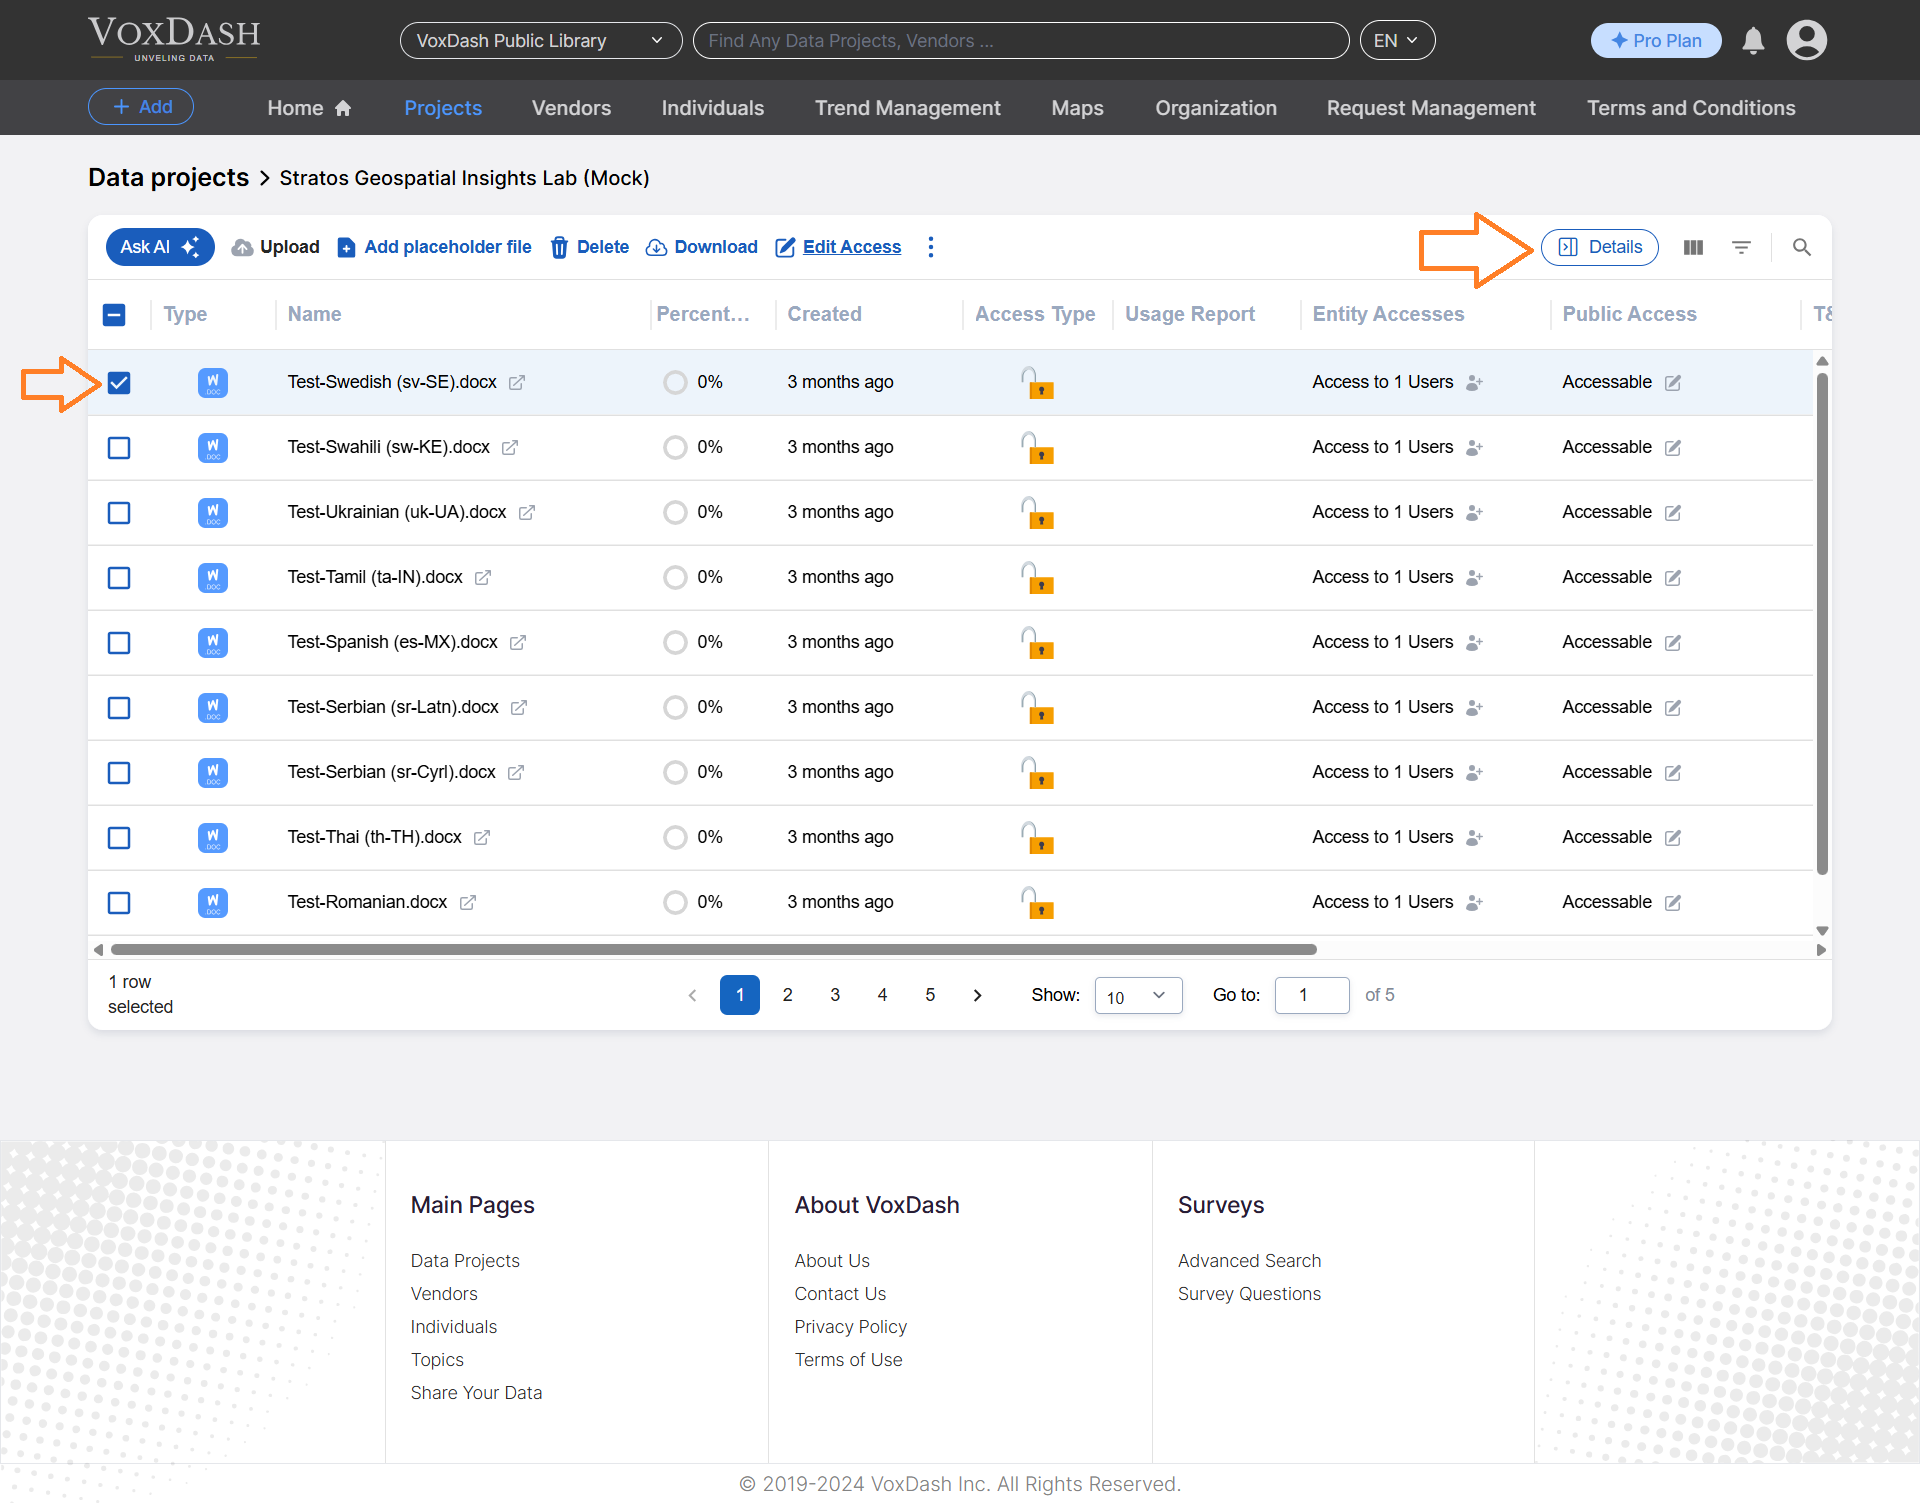 VOXDASH
UNVELING DATA
VoxDash Public Library
Find Any Data Projects, Vendors ...
EN
Pro Plan
+ Add
Home
Projects
Vendors
Individuals
Trend Management
Maps
Organization
Request Management
Terms and Conditions
Data projects > Stratos Geospatial Insights Lab (Mock)
Ask AI
Upload
Add placeholder file
Delete
Download
Edit Access
Details
Type Name Percent... Created Access Type Usage Report Entity Accesses Public Access T&
W DOC Test-Swedish (sv-SE).docx 0% 3 months ago Access to 1 Users Accessable
W DOC Test-Swahili (sw-KE).docx 0% 3 months ago Access to 1 Users Accessable
W DOC Test-Ukrainian (uk-UA).docx 0% 3 months ago Access to 1 Users Accessable
W DOC Test-Tamil (ta-IN).docx 0% 3 months ago Access to 1 Users Accessable
W DOC Test-Spanish (es-MX).docx 0% 3 months ago Access to 1 Users Accessable
W DOC Test-Serbian (sr-Latn).docx 0% 3 months ago Access to 1 Users Accessable
W DOC Test-Serbian (sr-Cyrl).docx 0% 3 months ago Access to 1 Users Accessable
W DOC Test-Thai (th-TH).docx 0% 3 months ago Access to 1 Users Accessable
W DOC Test-Romanian.docx 0% 3 months ago Access to 1 Users Accessable
1 row
selected
1 2 3 4 5
Show: 10
Go to: 1 of 5
Main Pages
Data Projects
Vendors
Individuals
Topics
Share Your Data
About VoxDash
About Us
Contact Us
Privacy Policy
Terms of Use
Surveys
Advanced Search
Survey Questions
© 2019-2024 VoxDash Inc. All Rights Reserved.